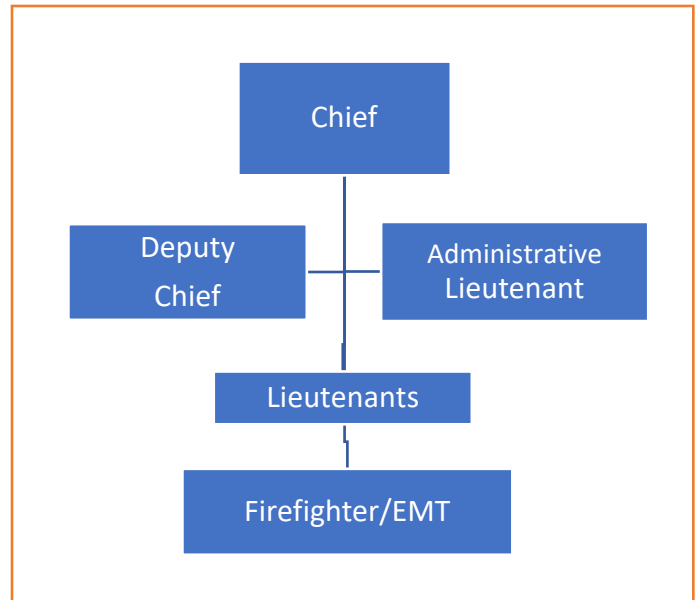 Chief
Deputy
Chief
Administrative
Lieutenant
Lieutenants
Firefighter/EMT